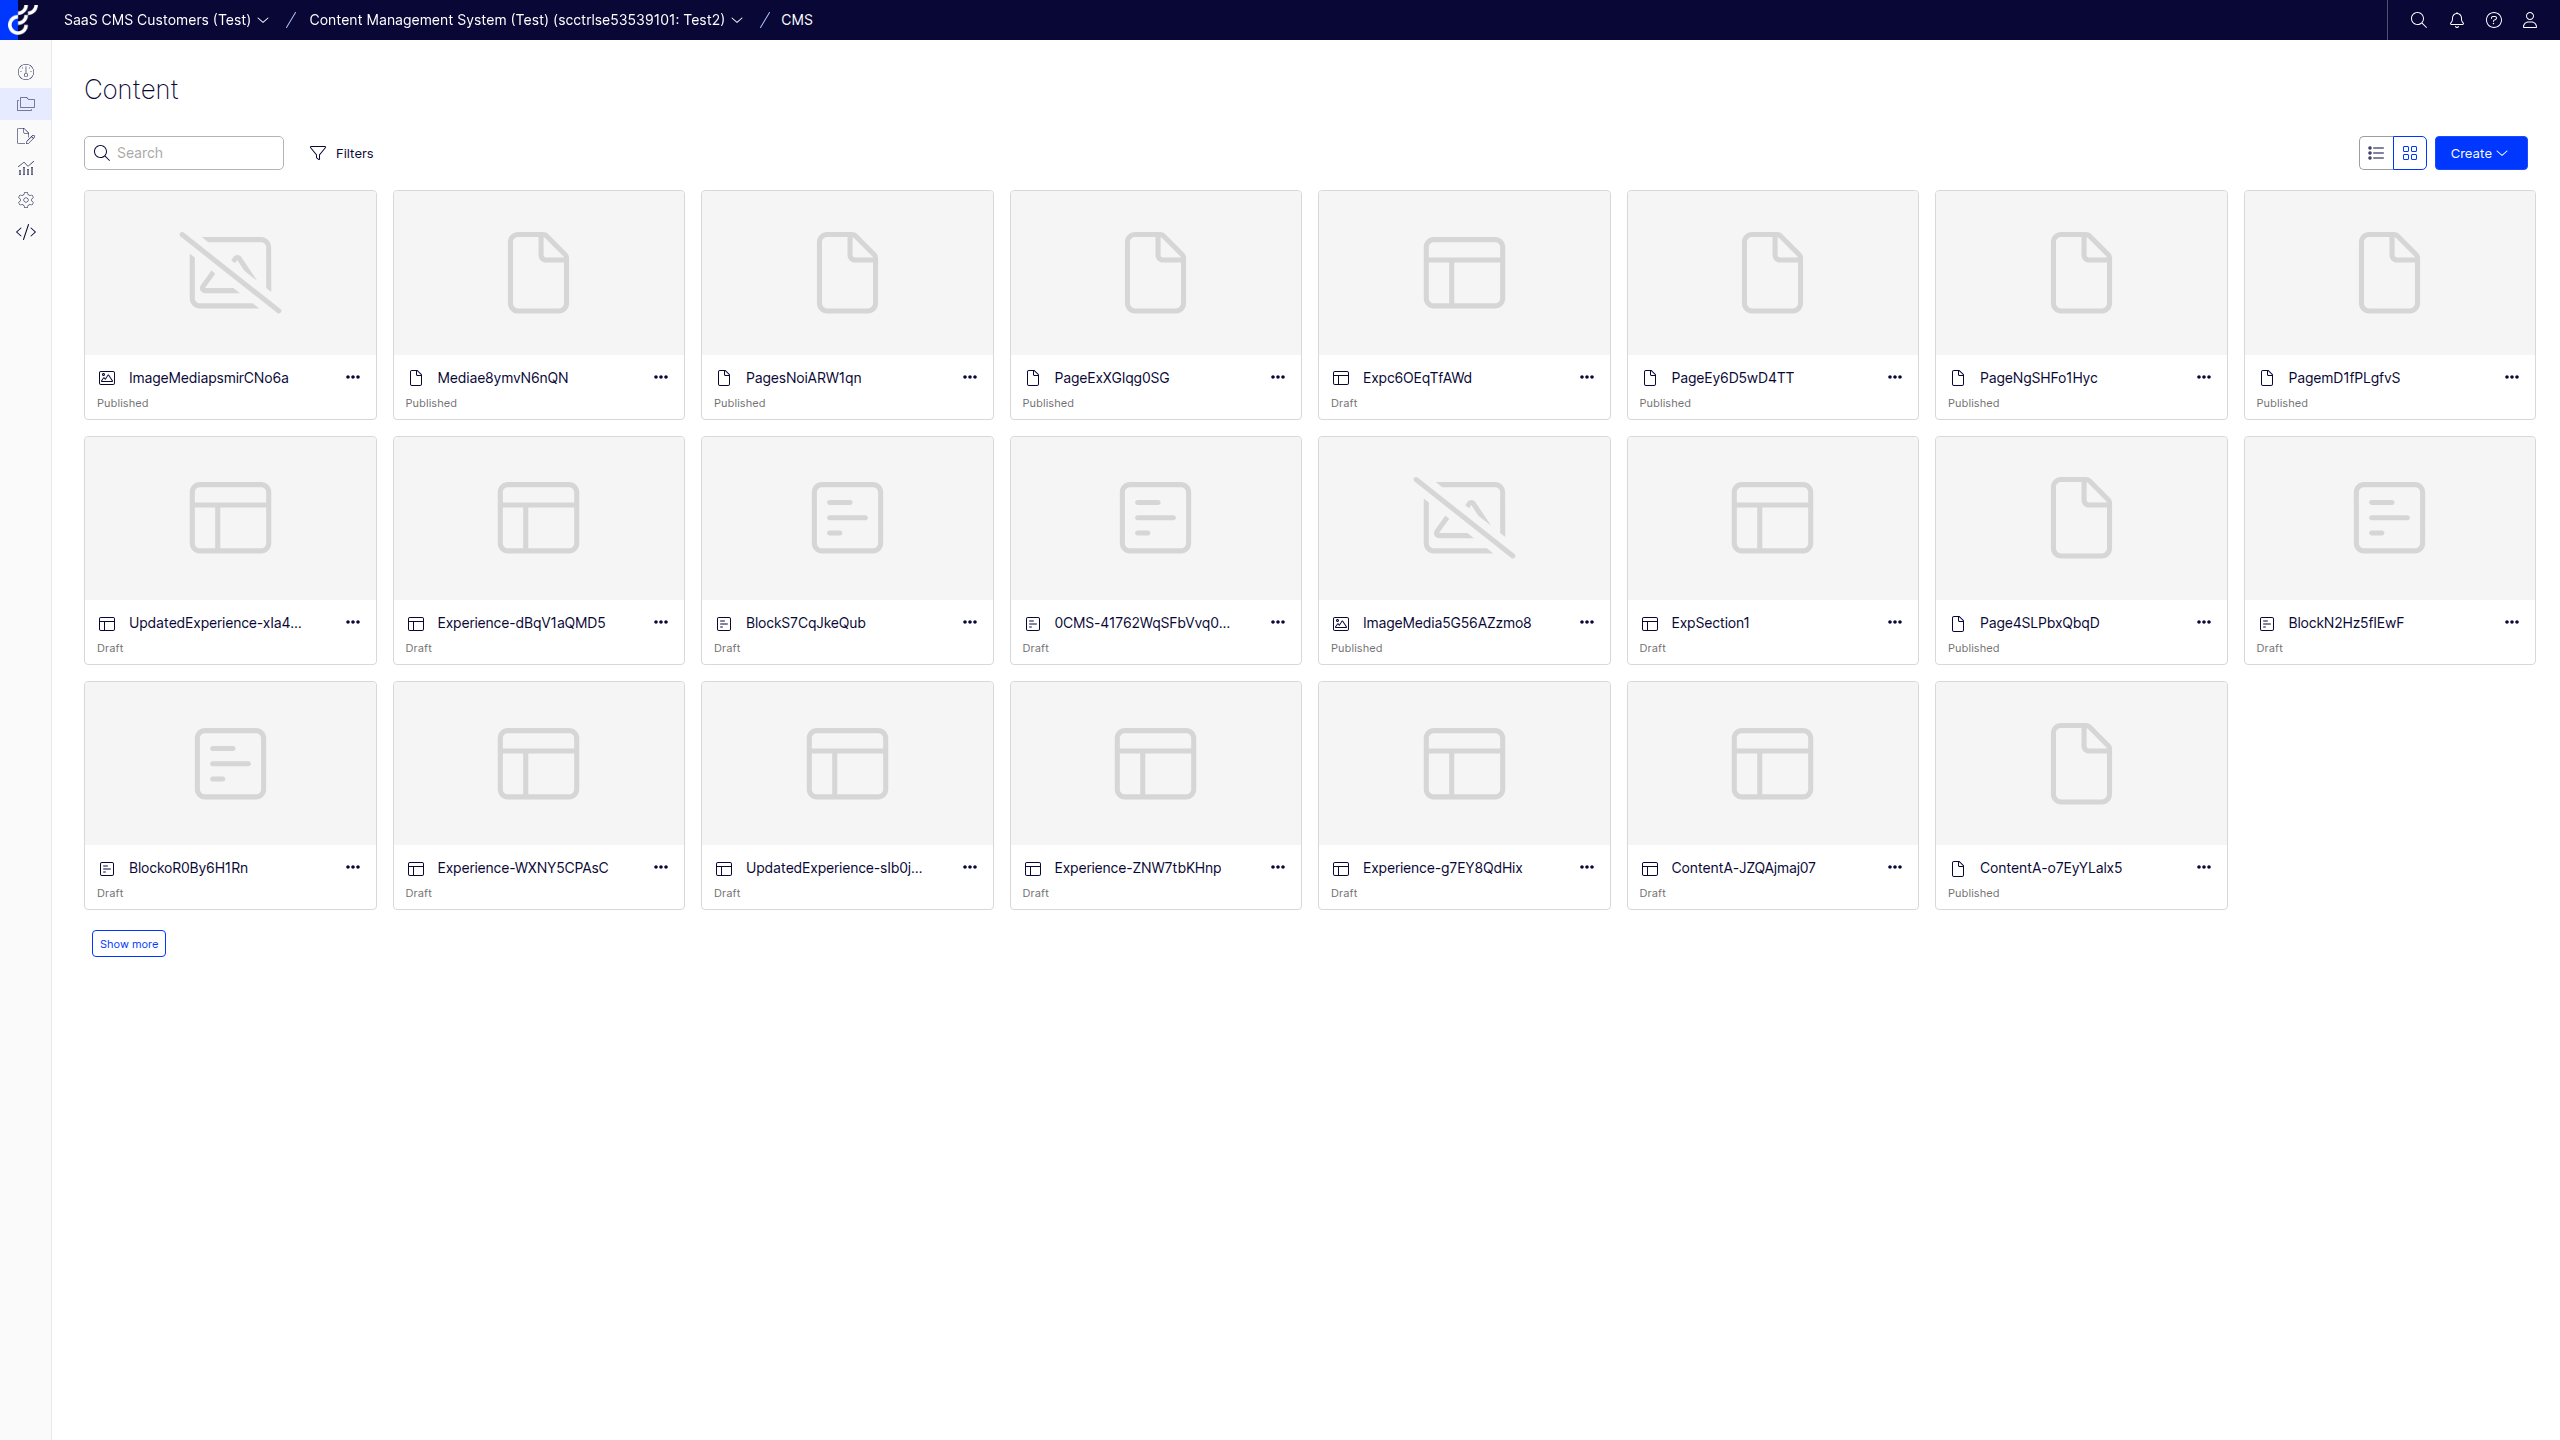 SaaS CMS Customers (Test) / Content Management System (Test) (scctrlse53539101: Test2) / CMS
Content
Search
Filters
Create
ImageMediapsmirCNo6a
Mediae8ymvN6nQN
PagesNoiARW1qn
PageExXGlqg0SG
Expc6OEqTfAWd
PageEy6D5wD4TT
PageNgSHFo1Hyc
PagemD1fPLgfvS
Published
Published
Published
Published
Draft
Published
Published
Published
UpdatedExperience-xIa4...
Experience-dBqV1aQMD5
BlockS7CqJkeQub
0CMS-41762WqSFbVvq0...
ImageMedia5G56AZzmo8
ExpSection1
Page4SLPbxQbqD
BlockN2Hz5flEwF
Draft
Draft
Draft
Draft
Published
Draft
Published
Draft
BlockoR0By6H1Rn
Experience-WXNY5CPAsC
UpdatedExperience-slb0j...
Experience-ZNW7tbKHnp
Experience-g7EY8QdHix
ContentA-JZQAjmaj07
ContentA-o7EyYLalx5
Draft
Draft
Draft
Draft
Draft
Draft
Published
Show more